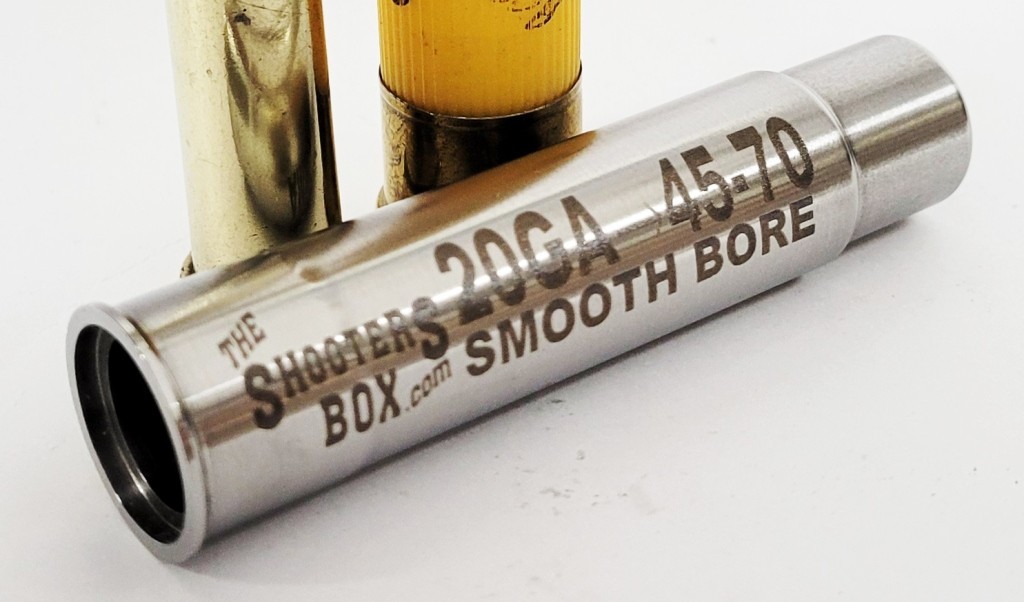 THE
SHOOTERS
BOX.com
20GA → 45-70
SMOOTH BORE